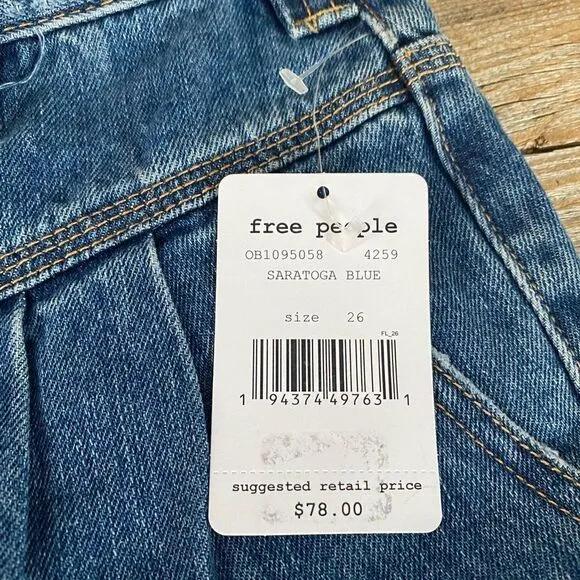 free people
OB1095058 4259
SARATOGA BLUE
size 26
FL_26
1 94374 49763 1
suggested retail price
$78.00